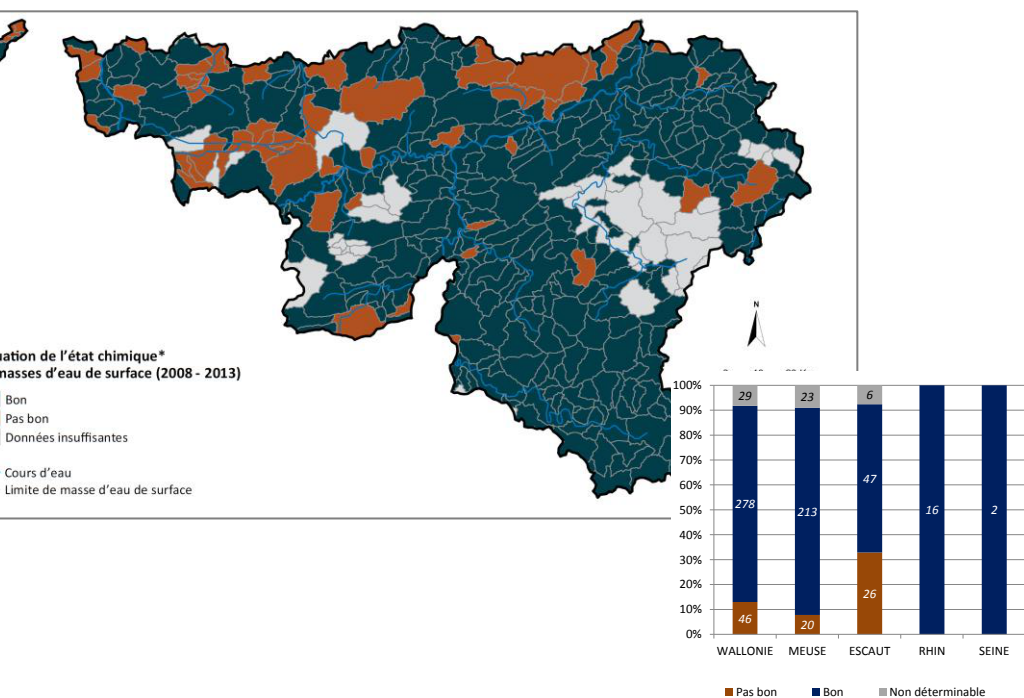 N
uation de l'état chimique*
masses d'eau de surface (2008 - 2013)
Bon
Pas bon
Données insuffisantes
Cours d'eau
Limite de masse d'eau de surface
100%
90%
80%
70%
60%
50%
40%
30%
20%
10%
0%
29 23 6
278 213 47 16 2
46 20 26
WALLONIE MEUSE ESCAUT RHIN SEINE
Pas bon Bon Non déterminable